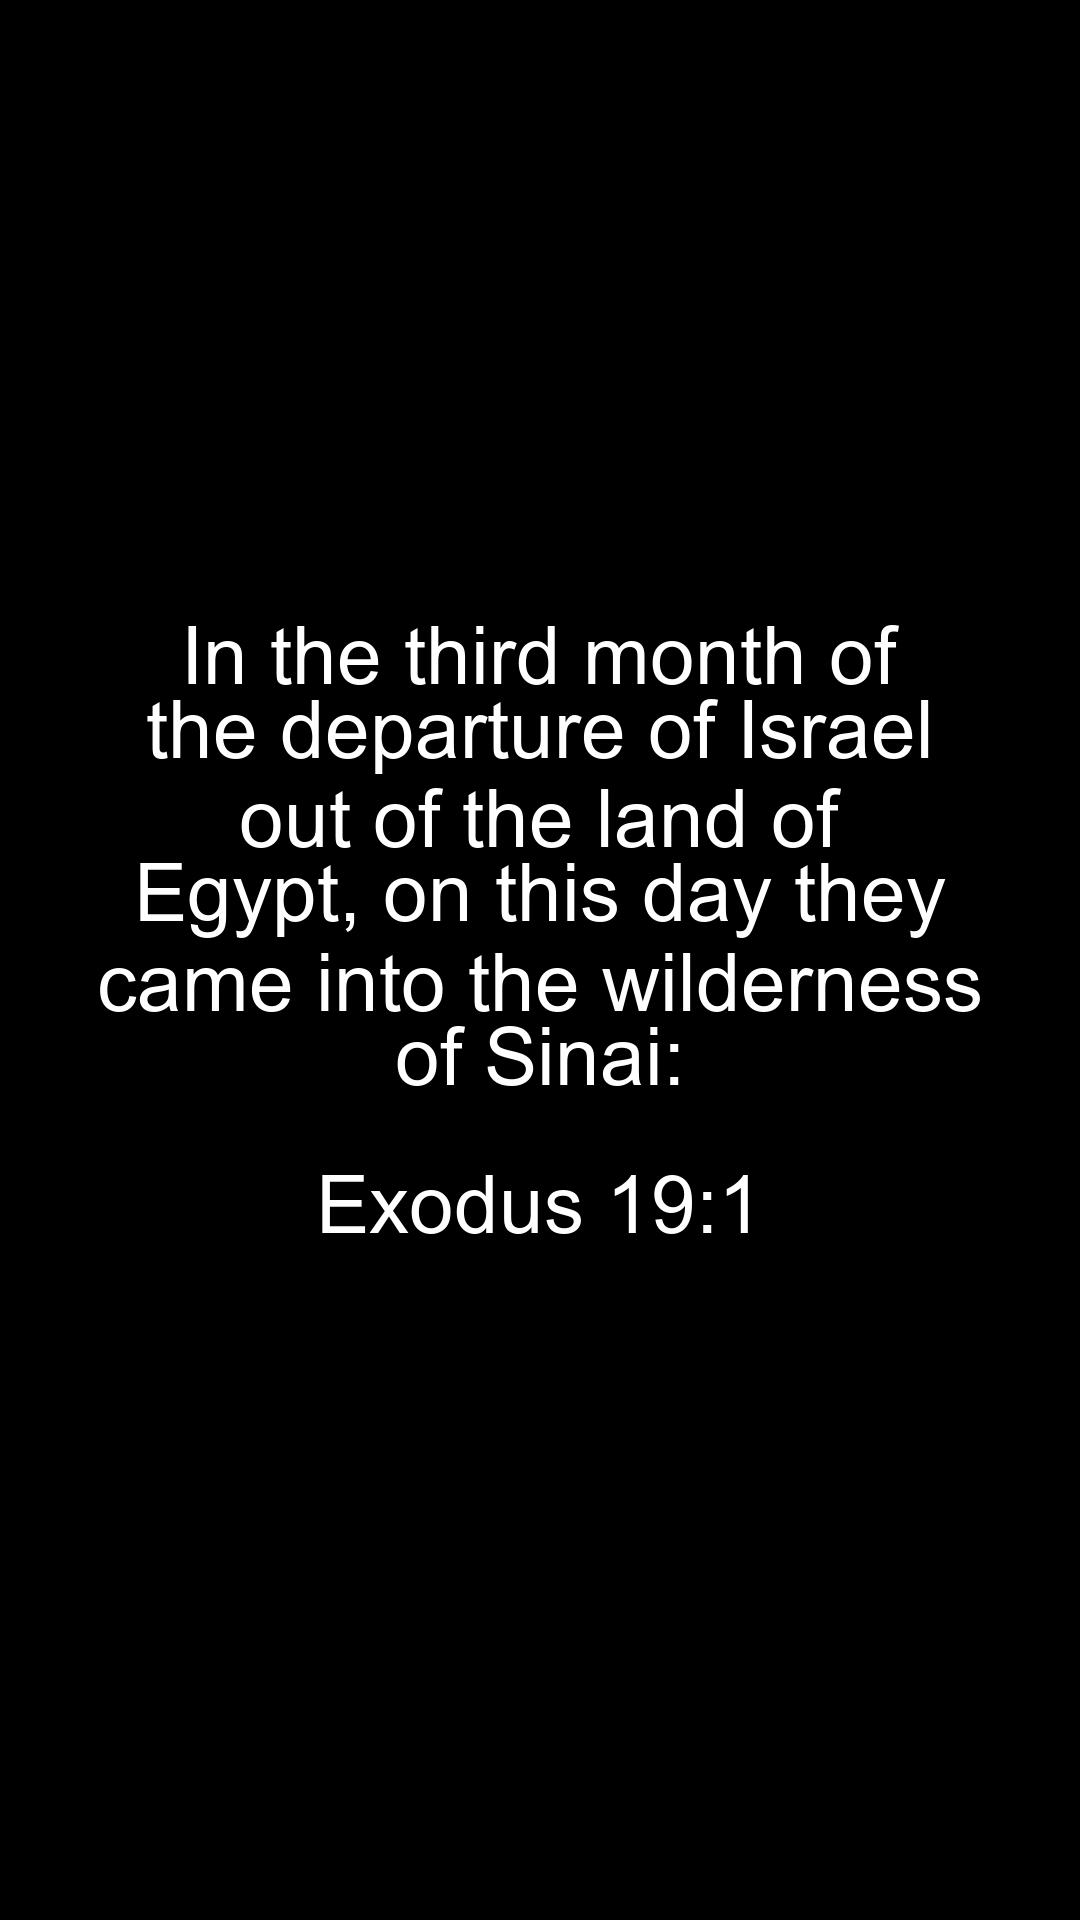 In the third month of
the departure of Israel
out of the land of
Egypt, on this day they
came into the wilderness
of Sinai:
Exodus 19:1